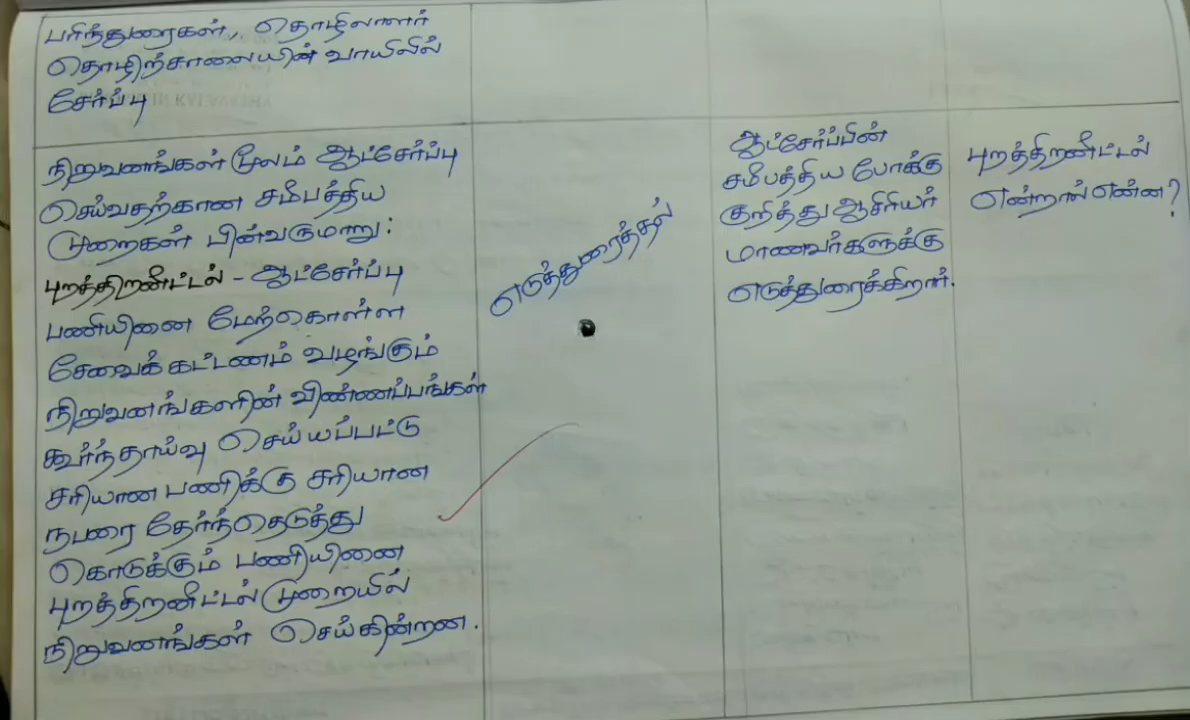 பரிந்துரைகள், தொழிலாளர்
தொழிற்சாலையின் வாயிலில்
சேர்ப்பு
நிறுவனங்கள் மூலம் ஆட்சேர்ப்பு
செய்வதற்கான சமீபத்திய
முறைகள் பின்வருமாறு:
புறத்திறனீட்டல் - ஆட்சேர்ப்பு
பணியினை மேற்கொள்ள
சேவைக் கட்டணம் வழங்கும்
நிறுவனங்களின் விண்ணப்பங்கள்
கூர்ந்தாய்வு செய்யப்பட்டு
சரியான பணிக்கு சரியான
நபரை தேர்ந்தெடுத்து
கொடுக்கும் பணியினை
புறத்திறனீட்டல் முறையில்
நிறுவனங்கள் செய்கின்றன.
எடுத்துரைத்தல்
ஆட்சேர்ப்பின்
சமீபத்திய போக்கு
குறித்து ஆசிரியர்
மாணவர்களுக்கு
எடுத்துரைக்கிறார்.
புறத்திறனீட்டல்
என்றால் என்ன?